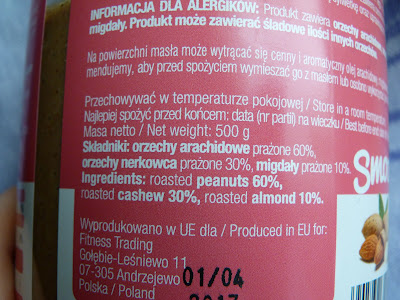 INFORMACJA DLA ALERGIKÓW: Produkt zawiera orzechy arachidowe
migdały. Produkt może zawierać śladowe ilości innych orzechów.
Na powierzchni masła może wytrącać się cenny i aromatyczny olej
mendujemy, aby przed spożyciem wymieszać go z masłem lub osobno
Przechowywać w temperaturze pokojowej / Store in a room temperature
Najlepiej spożyć przed końcem: data (nr partii) na wieczku / Best before end
Masa netto / Net weight: 500 g
Składniki: orzechy arachidowe prażone 60%,
orzechy nerkowca prażone 30%, migdały prażone 10%.
Ingredients: roasted peanuts 60%,
roasted cashew 30%, roasted almond 10%.
Sma
Wyprodukowano w UE dla / Produced in EU for:
Fitness Trading
Gołębie-Leśniewo 11
07-305 Andrzejewo
Polska / Poland
01/04
2017